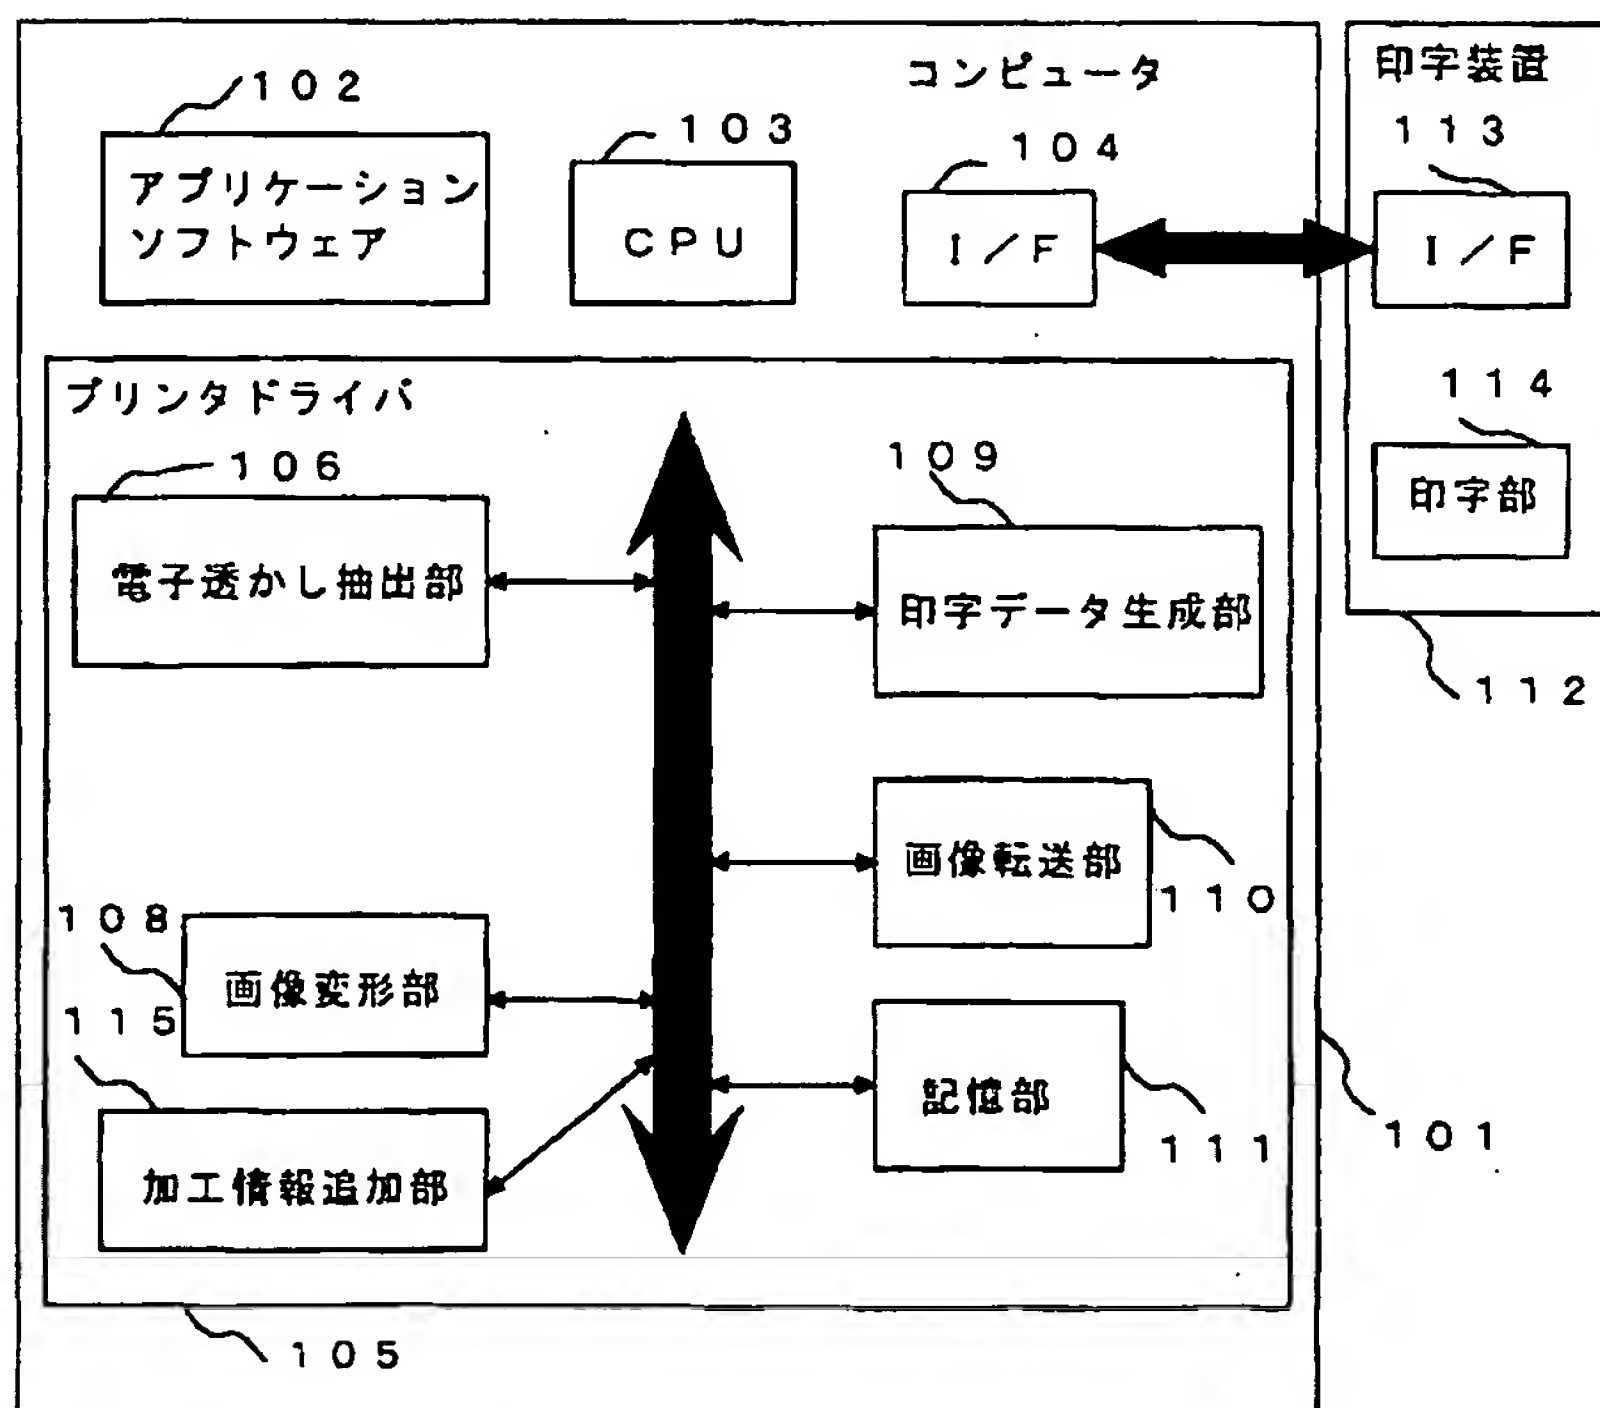 コンピュータ
102
アプリケーション
ソフトウェア
103
CPU
104
I/F
印字装置
113
I/F
114
印字部
112
プリンタドライバ
106
電子透かし抽出部
109
印字データ生成部
画像転送部
110
108
画像変形部
115
加工情報追加部
記憶部
111
101
105